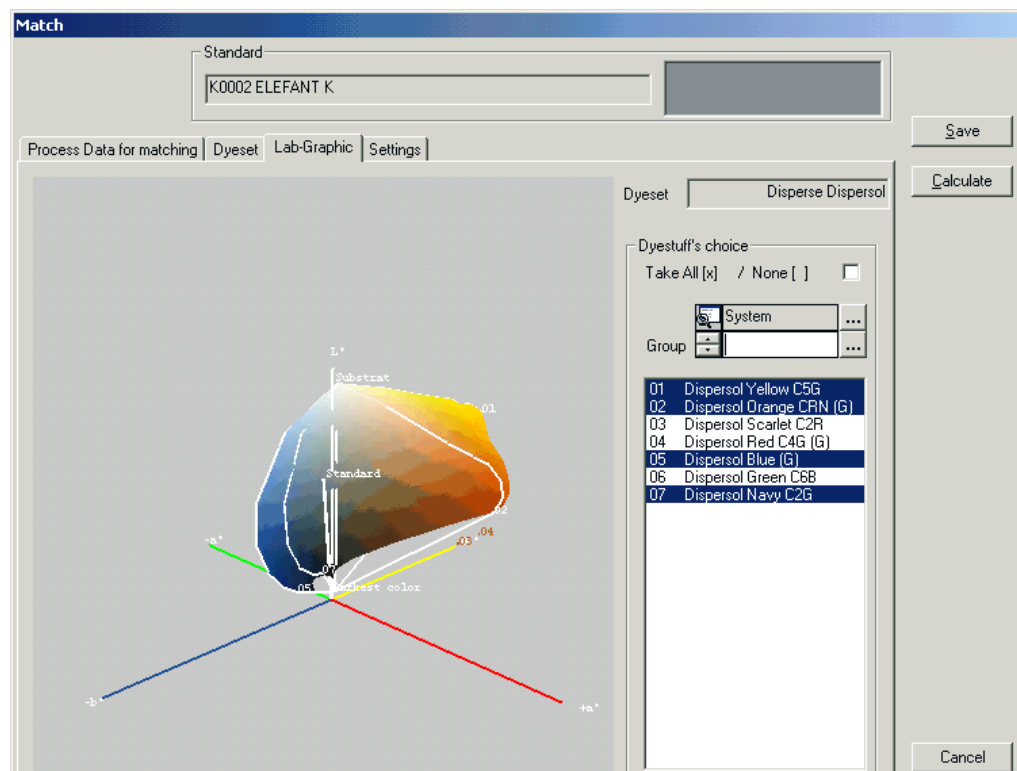 Match
Standard
K0002 ELEFANT K
Save
Process Data for matching Dyeset Lab-Graphic Settings
Calculate
Dyeset Disperse Dispersol
Dyestuff's choice
Take All [x] / None [ ]
System ...
Group ...
L*
Substrat
01 Dispersol Yellow C5G
02 Dispersol Orange CRN (G)
03 Dispersol Scarlet C2R
04 Dispersol Red C4G (G)
05 Dispersol Blue (G)
06 Dispersol Green C6B
07 Dispersol Navy C2G
.01
Standard
.02
.04
.03
-a*
.07
.05
color
-b*
+a*
Cancel